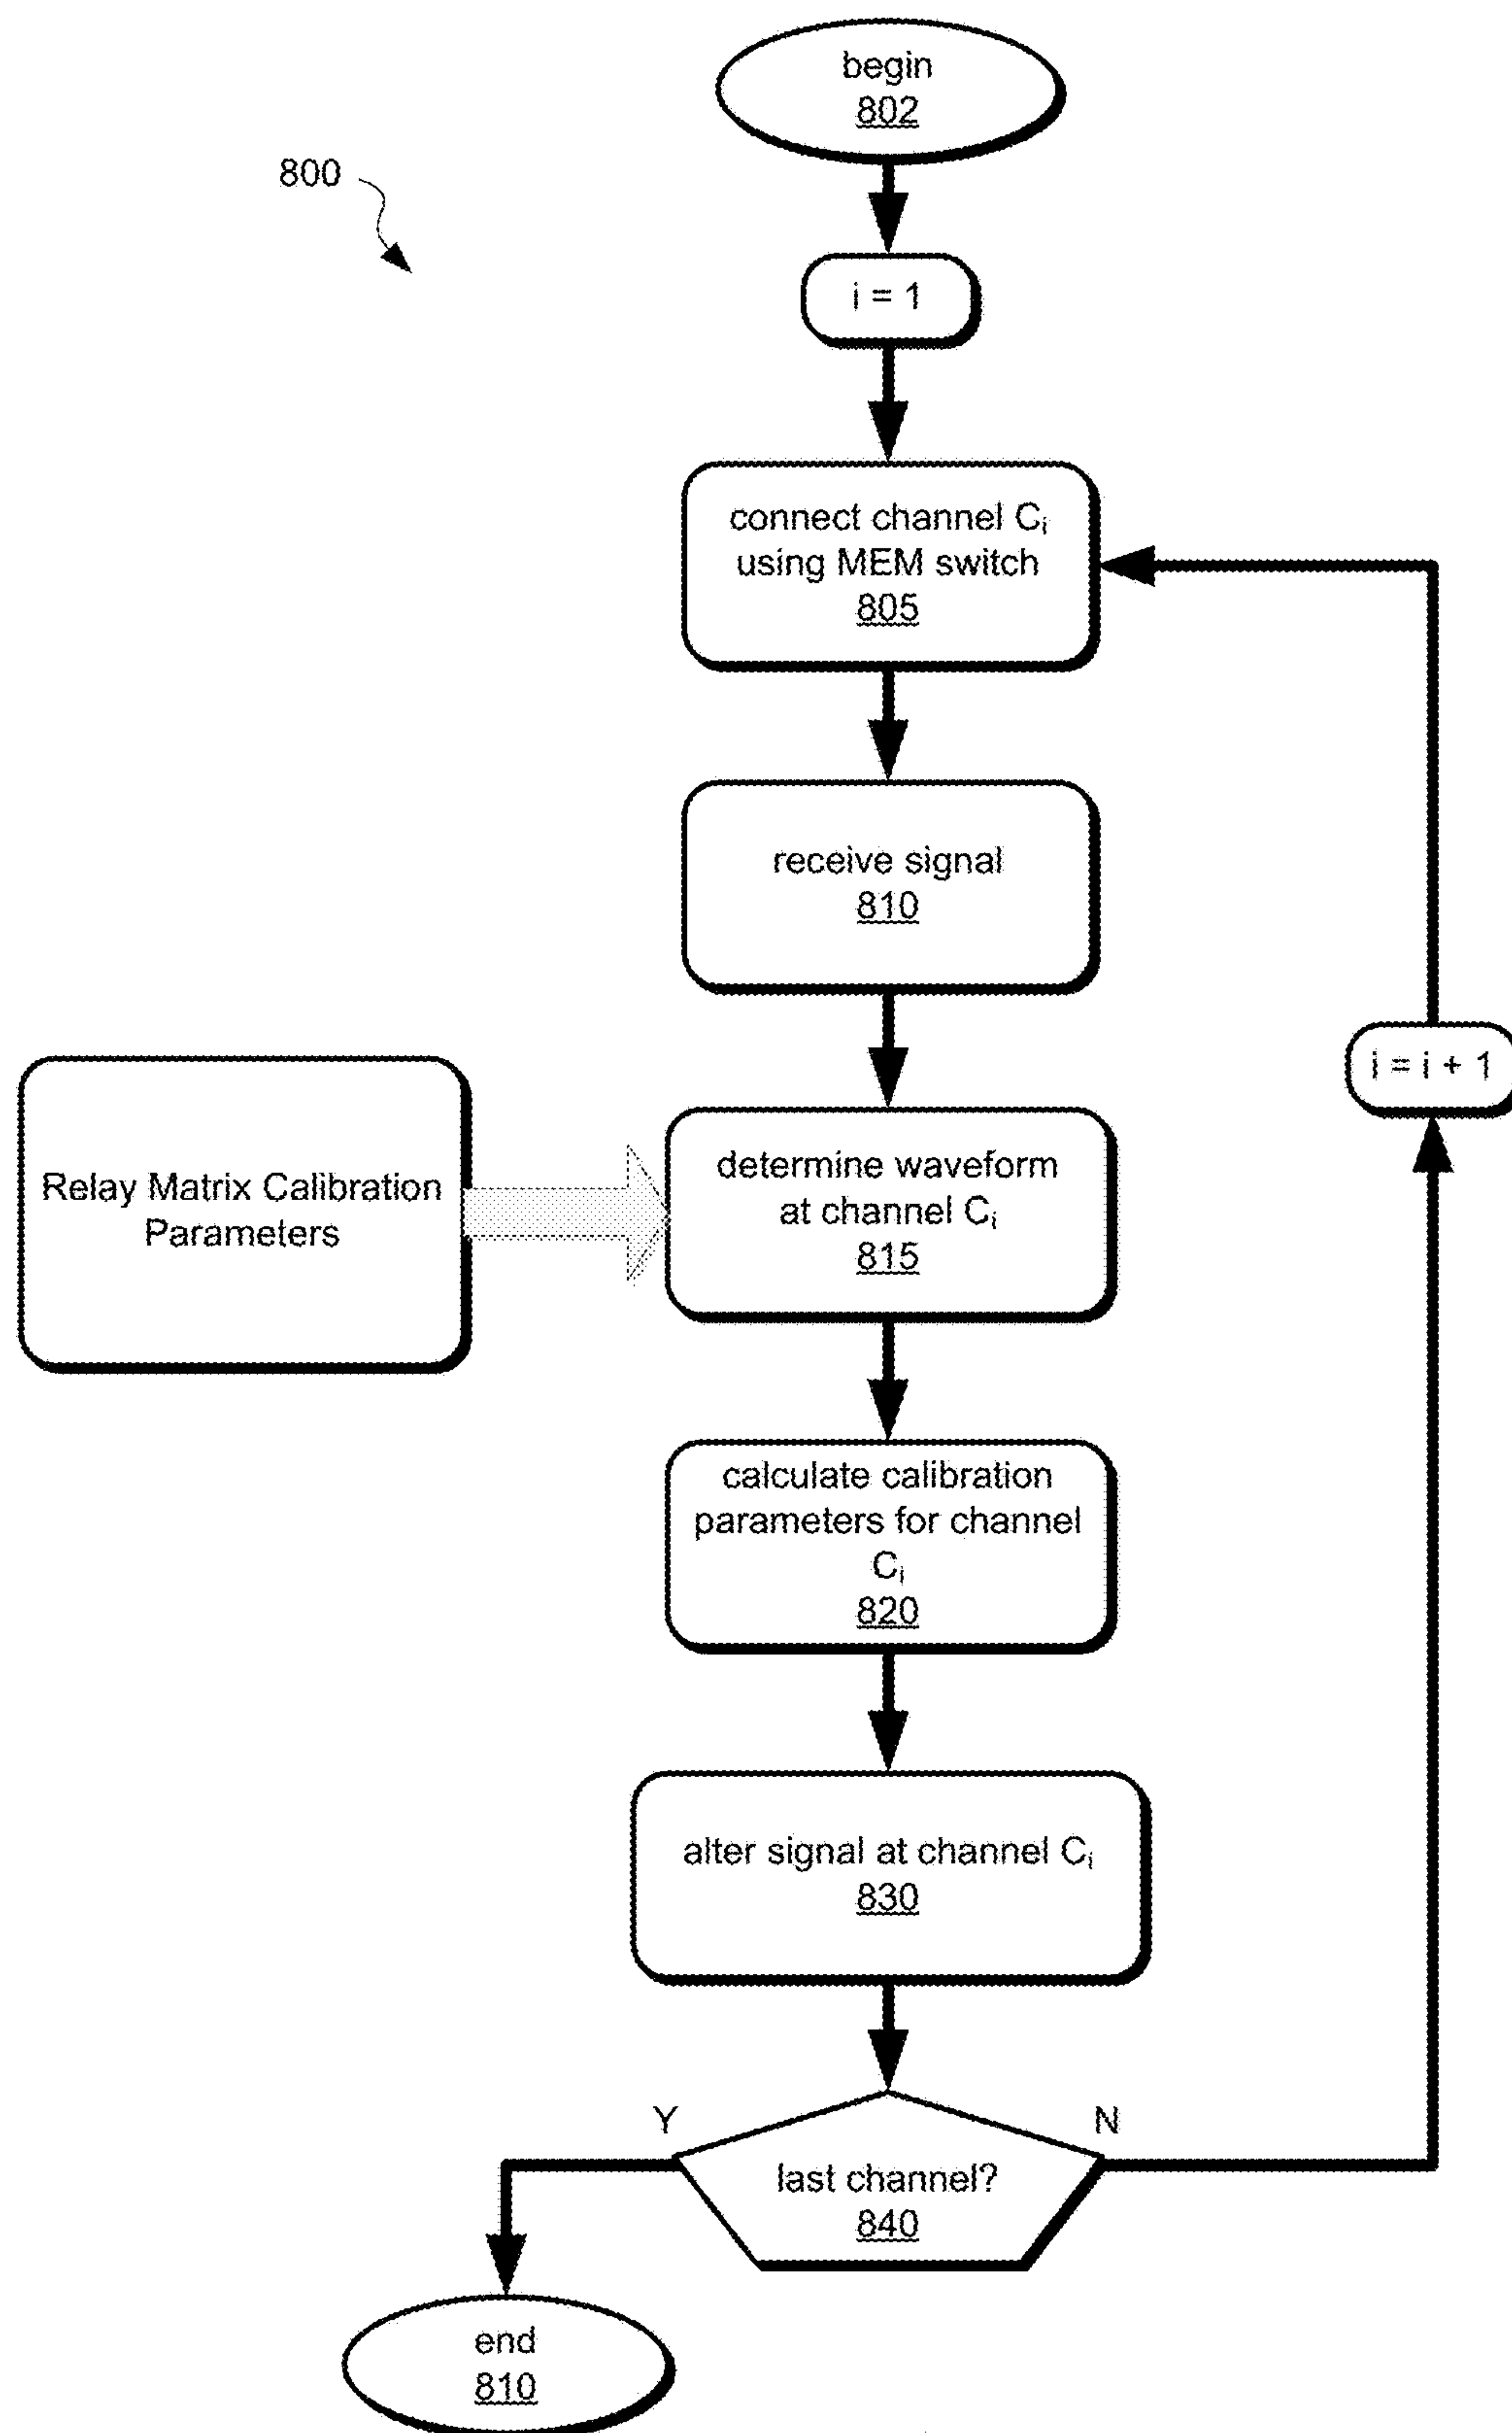 begin
802
800
i = 1
connect channel Cᵢ
using MEM switch
805
receive signal
810
i = i + 1
Relay Matrix Calibration
Parameters
determine waveform
at channel Cᵢ
815
calculate calibration
parameters for channel
Cᵢ
820
alter signal at channel Cᵢ
830
Y
N
last channel?
840
end
810